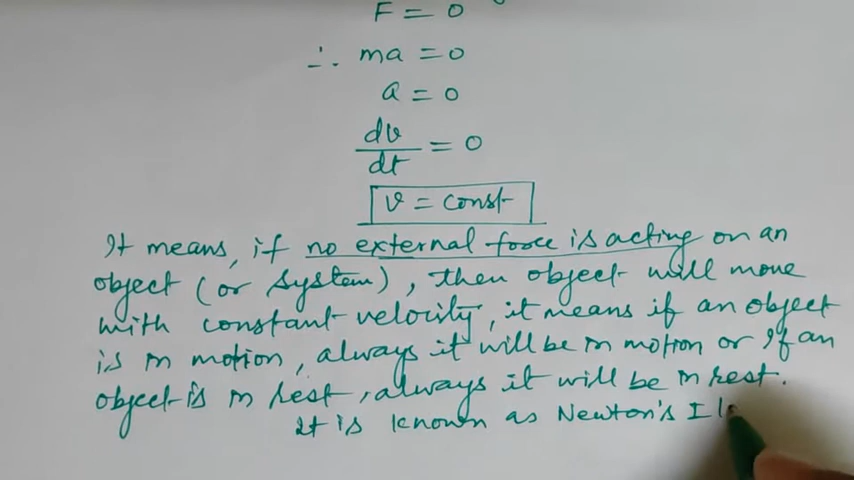 F = 0
∴ ma = 0
a = 0
dv/dt = 0
v = const
It means, if no external force is acting on an
object (or system), then object will move
with constant velocity, it means if an object
is in motion, always it will be in motion or if an
object is in rest, always it will be in rest.
It is known as Newton's I